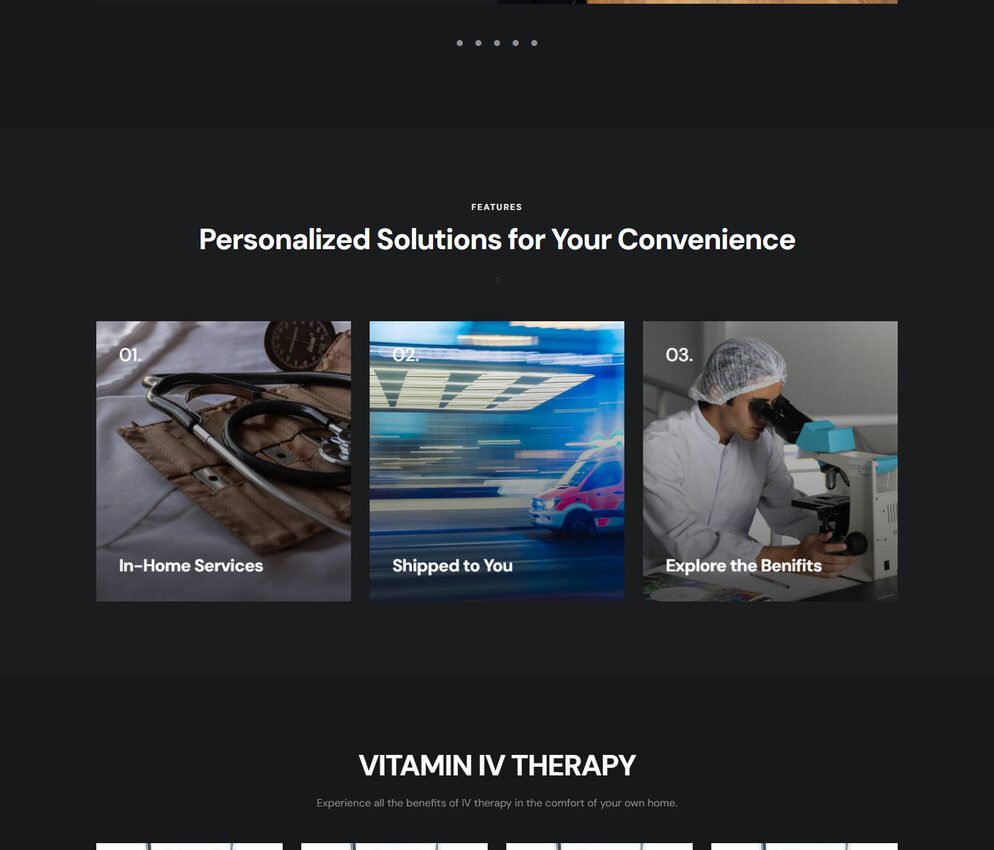 FEATURES
Personalized Solutions for Your Convenience
01.
02.
03.
In-Home Services
Shipped to You
Explore the Benifits
VITAMIN IV THERAPY
Experience all the benefits of IV therapy in the comfort of your own home.